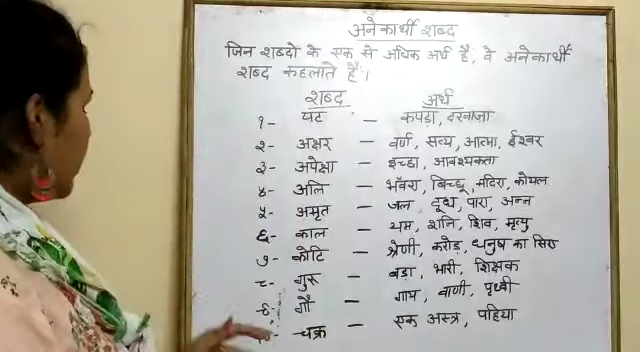 अनेकार्थी शब्द
जिन शब्दो के एक से अधिक अर्थ है, वे अनेकार्थी
शब्द कहलाते है।
शब्द अर्थ
१- पट – कपड़ा, दरवाजा
२- अक्षर – वर्ण, सत्य, आत्मा, ईश्वर
३- अपेक्षा – इच्छा, आवश्यकता
४- अलि – भँवरा, बिच्छू, मदिरा, कोयल
५- अमृत – जल, दूध, पारा, अन्न
६- काल – यम, शनि, शिव, मृत्यु
७- कोटि – श्रेणी, करोड़, धनुष का सिरा
८- गुरू – बड़ा, भारी, शिक्षक
९- गौ – गाय, वाणी, पृथ्वी
चक्र – एक अस्त्र, पहिया